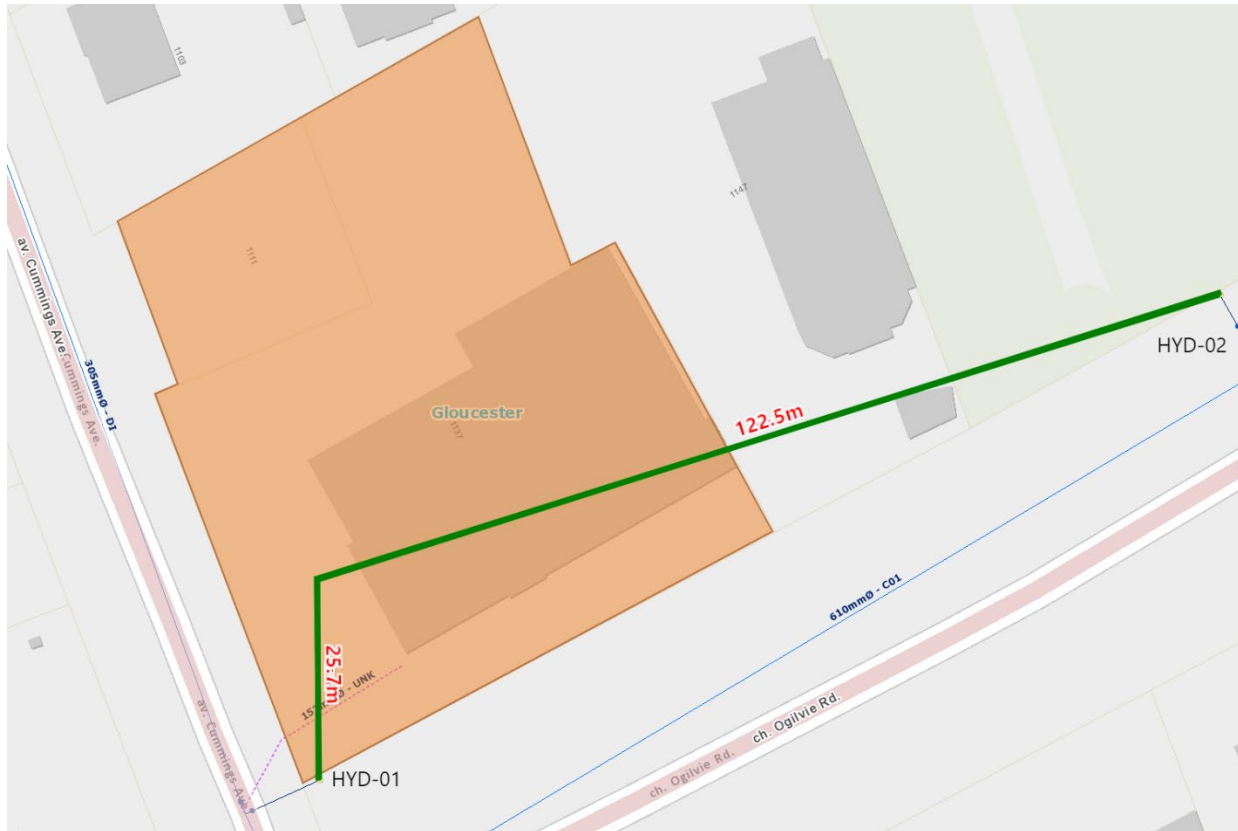 1103
1147
1111
av. Cummings Ave.
Cummings Ave.
305mmØ - DI
HYD-02
Gloucester
1137
122.5m
610mmØ - C01
25.7m
- UNK
HYD-01
av. Cummings Ave.
ch. Ogilvie Rd.
ch. Ogilvie Rd.